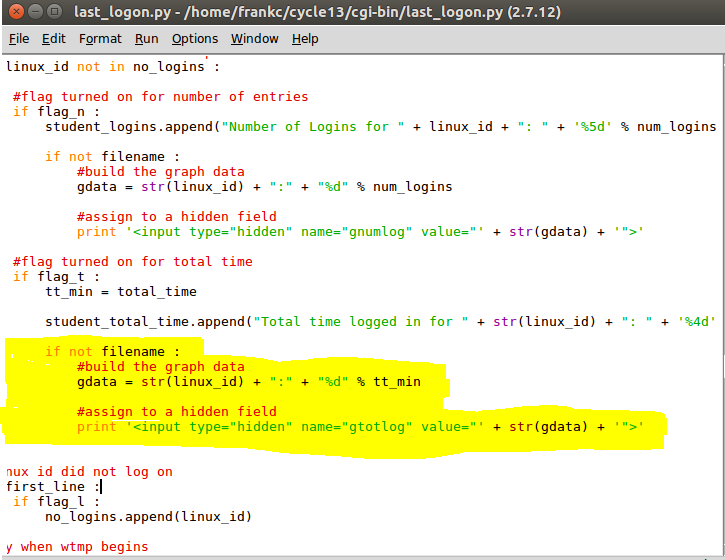 last_logon.py - /home/frankc/cycle13/cgi-bin/last_logon.py (2.7.12)
File Edit Format Run Options Window Help
linux_id not in no_logins :
#flag turned on for number of entries
if flag_n :
student_logins.append("Number of Logins for " + linux_id + ": " + '%5d' % num_logins
if not filename :
#build the graph data
gdata = str(linux_id) + ":" + "%d" % num_logins
#assign to a hidden field
print '<input type="hidden" name="gnumlog" value="' + str(gdata) + '">'
#flag turned on for total time
if flag_t :
tt_min = total_time
student_total_time.append("Total time logged in for " + str(linux_id) + ": " + '%4d'
if not filename :
#build the graph data
gdata = str(linux_id) + ":" + "%d" % tt_min
#assign to a hidden field
print '<input type="hidden" name="gtotlog" value="' + str(gdata) + '">'
nux id did not log on
first_line :
if flag_l :
no_logins.append(linux_id)
y when wtmp begins